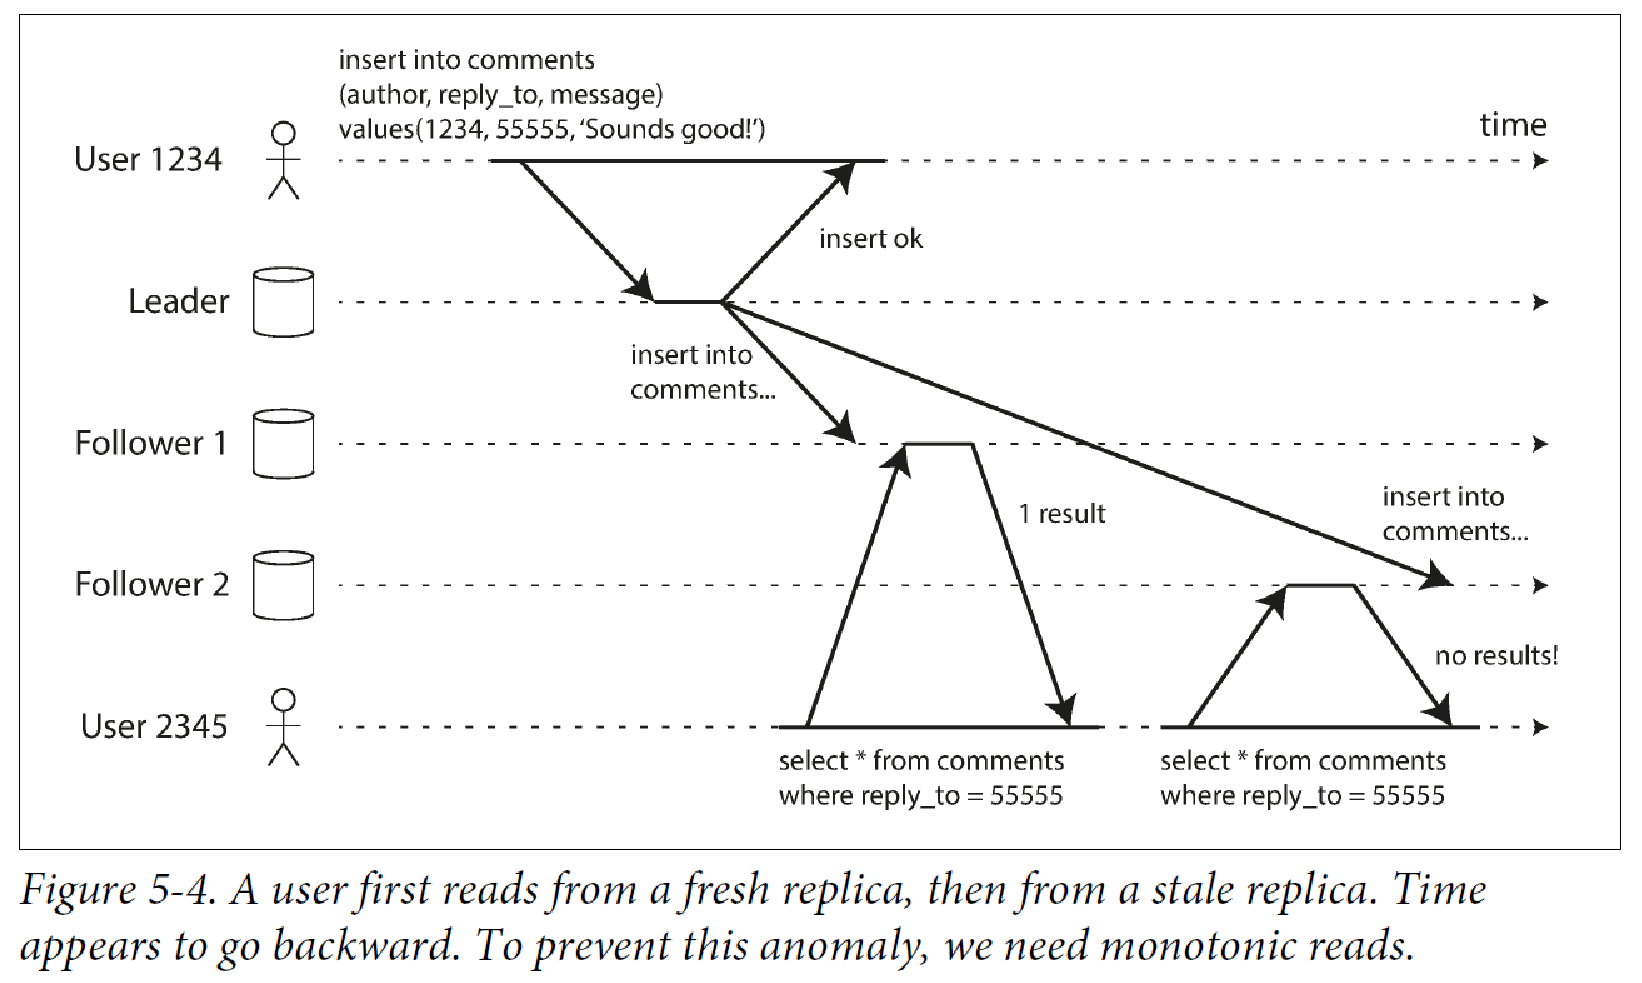 insert into comments
(author, reply_to, message)
values(1234, 55555, ‘Sounds good!’)
time
User 1234
insert ok
Leader
insert into
comments...
Follower 1
1 result
insert into
comments...
Follower 2
no results!
User 2345
select * from comments
where reply_to = 55555
select * from comments
where reply_to = 55555
Figure 5-4. A user first reads from a fresh replica, then from a stale replica. Time
appears to go backward. To prevent this anomaly, we need monotonic reads.